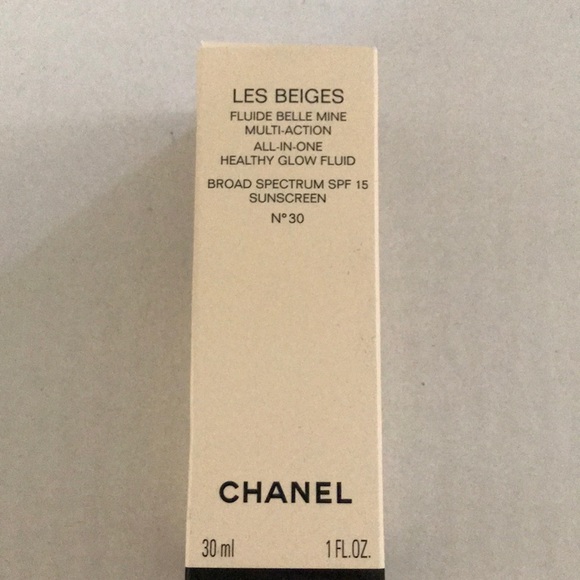 LES BEIGES
FLUIDE BELLE MINE
MULTI-ACTION
ALL-IN-ONE
HEALTHY GLOW FLUID
BROAD SPECTRUM SPF 15
SUNSCREEN
N°30
CHANEL
30 ml 1 FL.OZ.